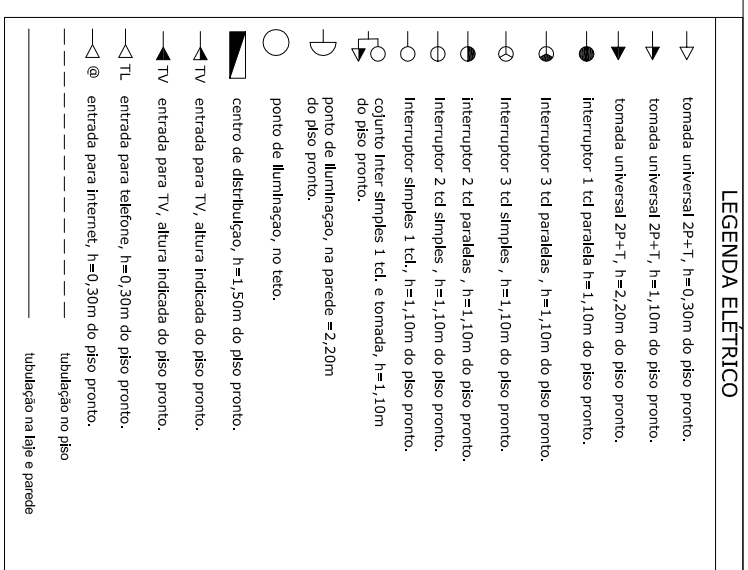 LEGENDA ELÉTRICO
tomada universal 2P+T, h=0,30m do piso pronto.
tomada universal 2P+T, h=1,10m do piso pronto.
tomada universal 2P+T, h=2,20m do piso pronto.
interruptor 1 tcl paralela h=1,10m do piso pronto.
Interruptor 3 tcl paralelas , h=1,10m do piso pronto.
Interruptor 3 tcl simples , h=1,10m do piso pronto.
interruptor 2 tcl paralelas , h=1,10m do piso pronto.
Interruptor 2 tcl simples , h=1,10m do piso pronto.
Interruptor simples 1 tcl., h=1,10m do piso pronto.
cojunto Inter simples 1 tcl. e tomada, h=1,10m
do piso pronto.
ponto de iluminaçao, na parede =2,20m
do piso pronto.
ponto de iluminaçao, no teto.
centro de distribuiçao, h=1,50m do piso pronto.
TV entrada para TV, altura indicada do piso pronto.
TV entrada para TV, altura indicada do piso pronto.
TL entrada para telefone, h=0,30m do piso pronto.
@ entrada para internet, h=0,30m do piso pronto.
tubulação no piso
tubulação na laje e parede